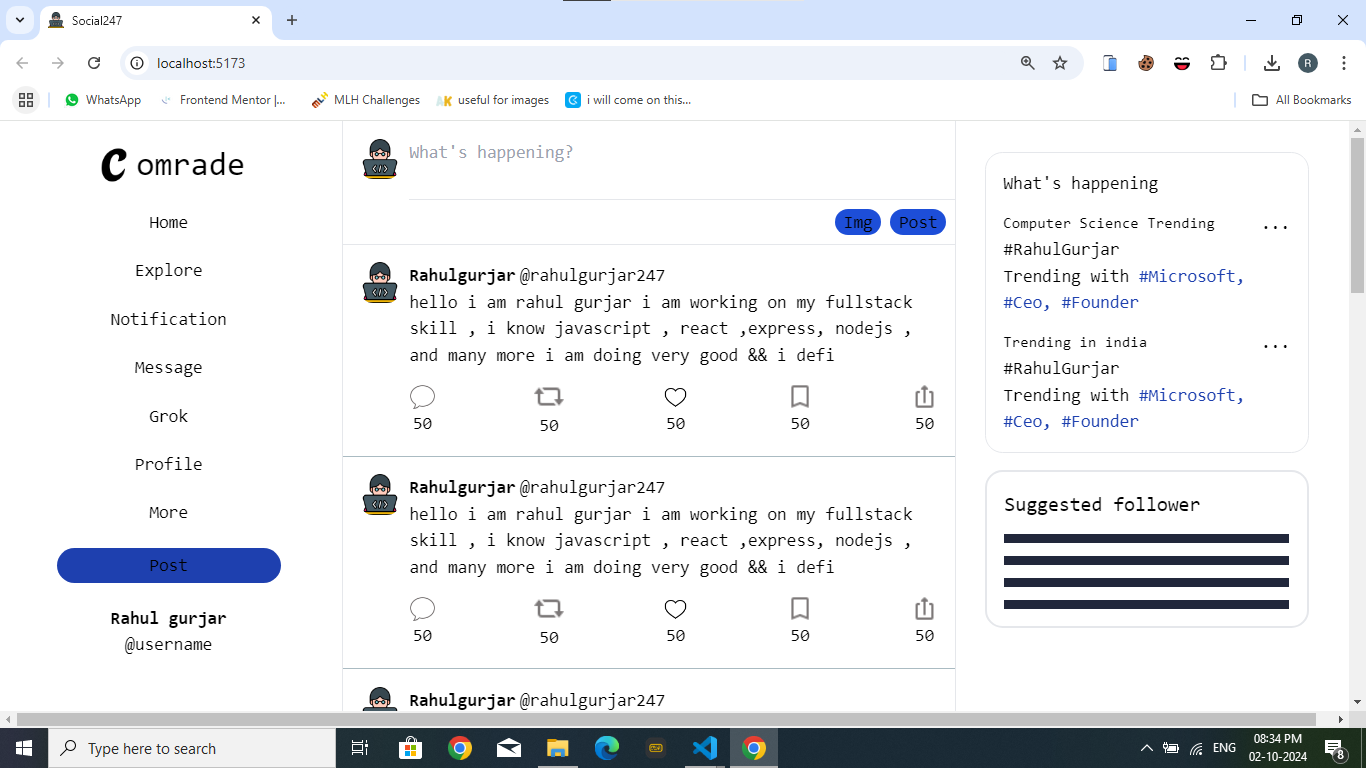 Social247
localhost:5173
WhatsApp
Frontend Mentor |...
MLH Challenges
useful for images
i will come on this...
All Bookmarks
R
Comrade
Home
Explore
Notification
Message
Grok
Profile
More
Post
Rahul gurjar
@username
What's happening?
Img
Post
Rahulgurjar @rahulgurjar247
hello i am rahul gurjar i am working on my fullstack
skill , i know javascript , react ,express, nodejs ,
and many more i am doing very good && i defi
50 50 50 50 50
Rahulgurjar @rahulgurjar247
hello i am rahul gurjar i am working on my fullstack
skill , i know javascript , react ,express, nodejs ,
and many more i am doing very good && i defi
50 50 50 50 50
Rahulgurjar @rahulgurjar247
What's happening
Computer Science Trending ...
#RahulGurjar
Trending with #Microsoft,
#Ceo, #Founder
Trending in india ...
#RahulGurjar
Trending with #Microsoft,
#Ceo, #Founder
Suggested follower
Type here to search
ENG
08:34 PM
02-10-2024
8